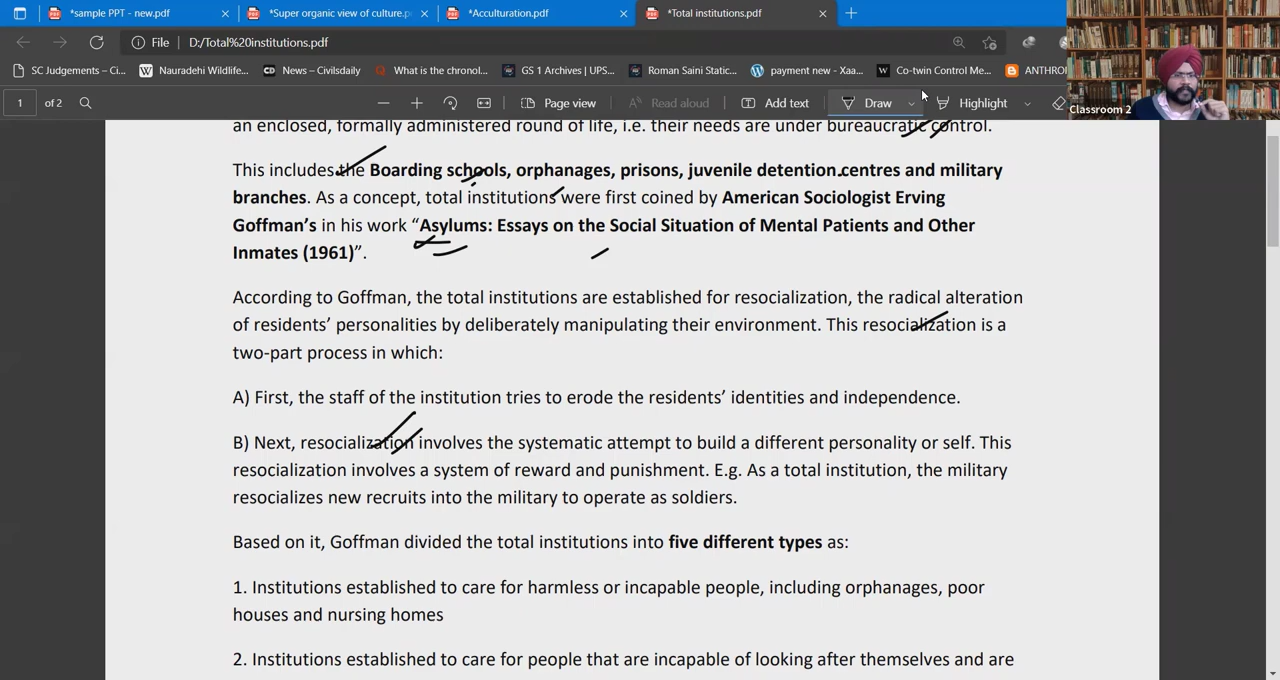 *sample PPT - new.pdf
*Super organic view of culture.p
*Acculturation.pdf
*Total institutions.pdf
File D:/Total%20institutions.pdf
SC Judgements – Ci... Nauradehi Wildlife... News – Civilsdaily What is the chronol... GS 1 Archives | UPS... Roman Saini Static... payment new - Xaa... Co-twin Control Me... ANTHRO
1 of 2 Page view Read aloud Add text Draw Highlight
Classroom 2
an enclosed, formally administered round of life, i.e. their needs are under bureaucratic control.
This includes the Boarding schools, orphanages, prisons, juvenile detention centres and military
branches. As a concept, total institutions were first coined by American Sociologist Erving
Goffman's in his work “Asylums: Essays on the Social Situation of Mental Patients and Other
Inmates (1961)”.
According to Goffman, the total institutions are established for resocialization, the radical alteration
of residents’ personalities by deliberately manipulating their environment. This resocialization is a
two-part process in which:
A) First, the staff of the institution tries to erode the residents’ identities and independence.
B) Next, resocialization involves the systematic attempt to build a different personality or self. This
resocialization involves a system of reward and punishment. E.g. As a total institution, the military
resocializes new recruits into the military to operate as soldiers.
Based on it, Goffman divided the total institutions into five different types as:
1. Institutions established to care for harmless or incapable people, including orphanages, poor
houses and nursing homes
2. Institutions established to care for people that are incapable of looking after themselves and are